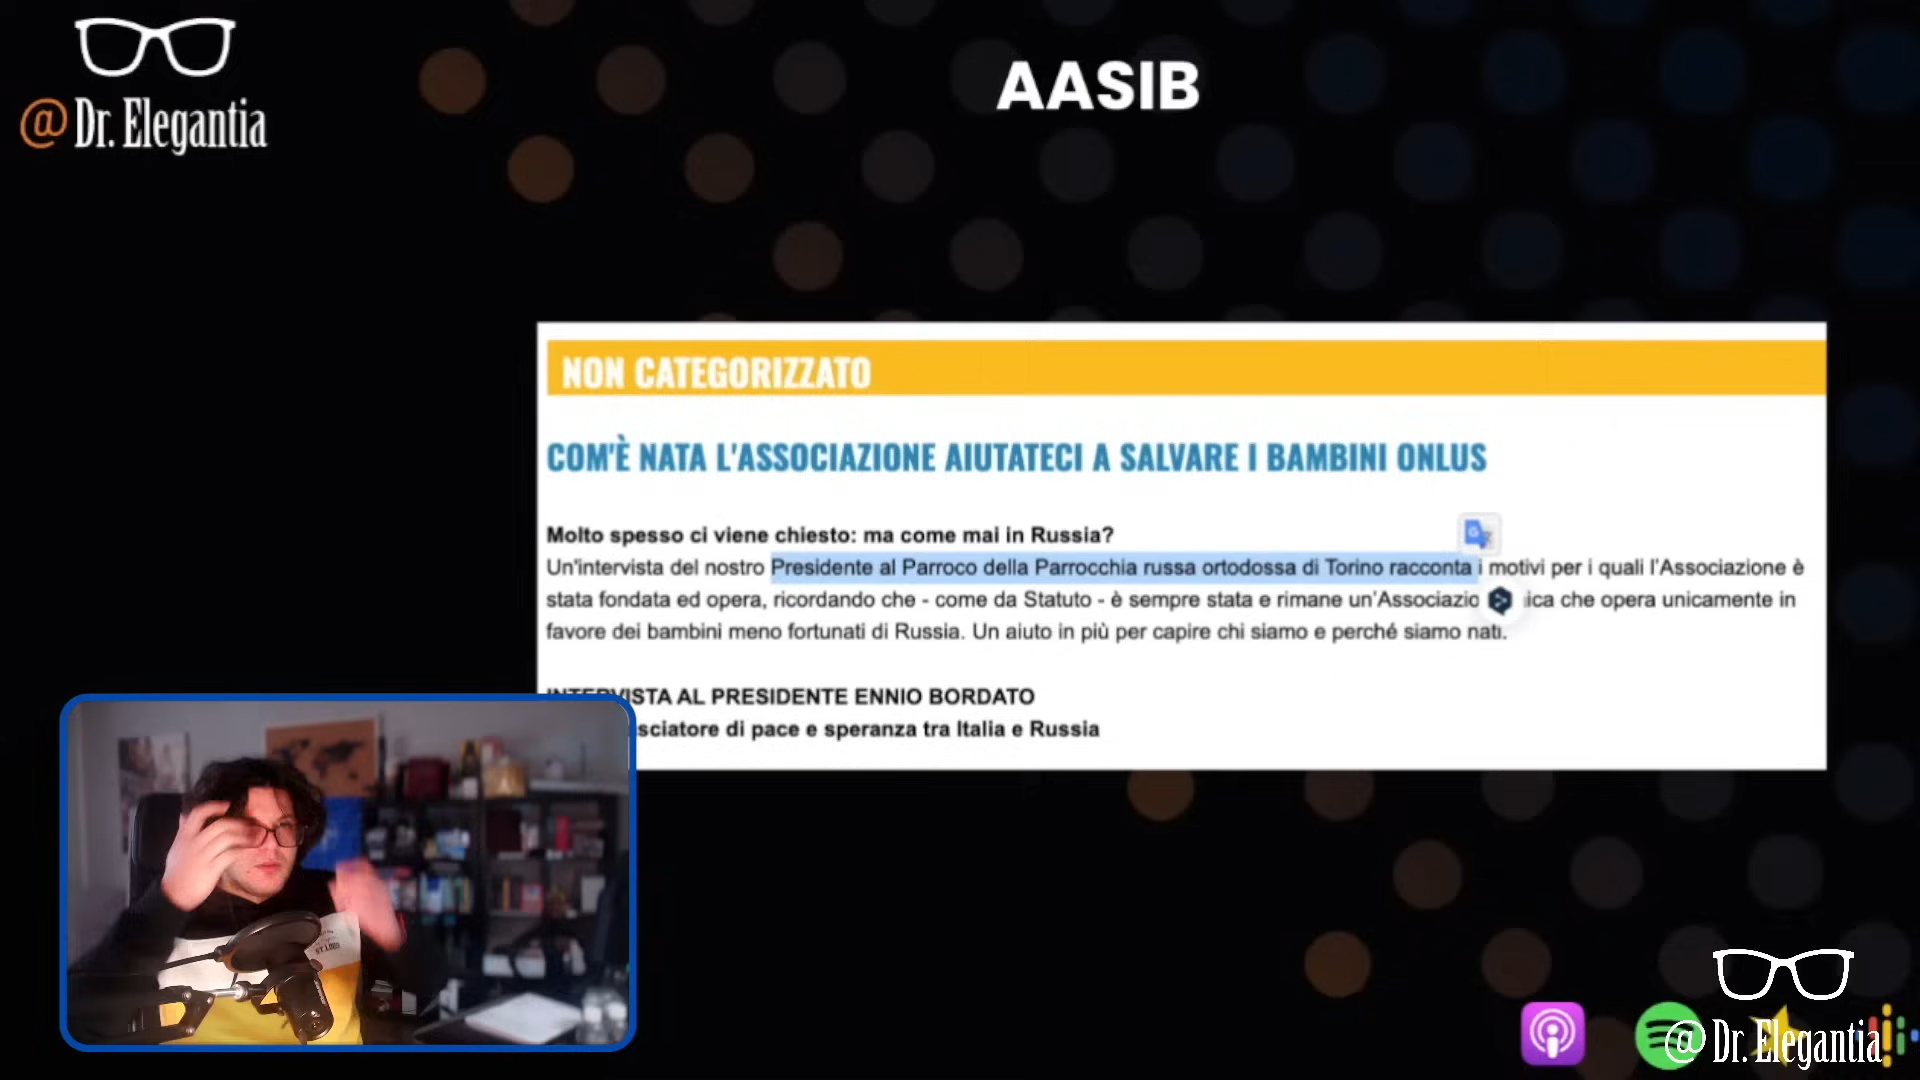 @ Dr. Elegantia
AASIB
NON CATEGORIZZATO
COM'È NATA L'ASSOCIAZIONE AIUTATECI A SALVARE I BAMBINI ONLUS
Molto spesso ci viene chiesto: ma come mai in Russia?
Un'intervista del nostro Presidente al Parroco della Parrocchia russa ortodossa di Torino racconta i motivi per i quali l'Associazione è
stata fondata ed opera, ricordando che - come da Statuto - è sempre stata e rimane un'Associazio ica che opera unicamente in
favore dei bambini meno fortunati di Russia. Un aiuto in più per capire chi siamo e perché siamo nati.
INTERVISTA AL PRESIDENTE ENNIO BORDATO
sciatore di pace e speranza tra Italia e Russia
@ Dr. Elegantia